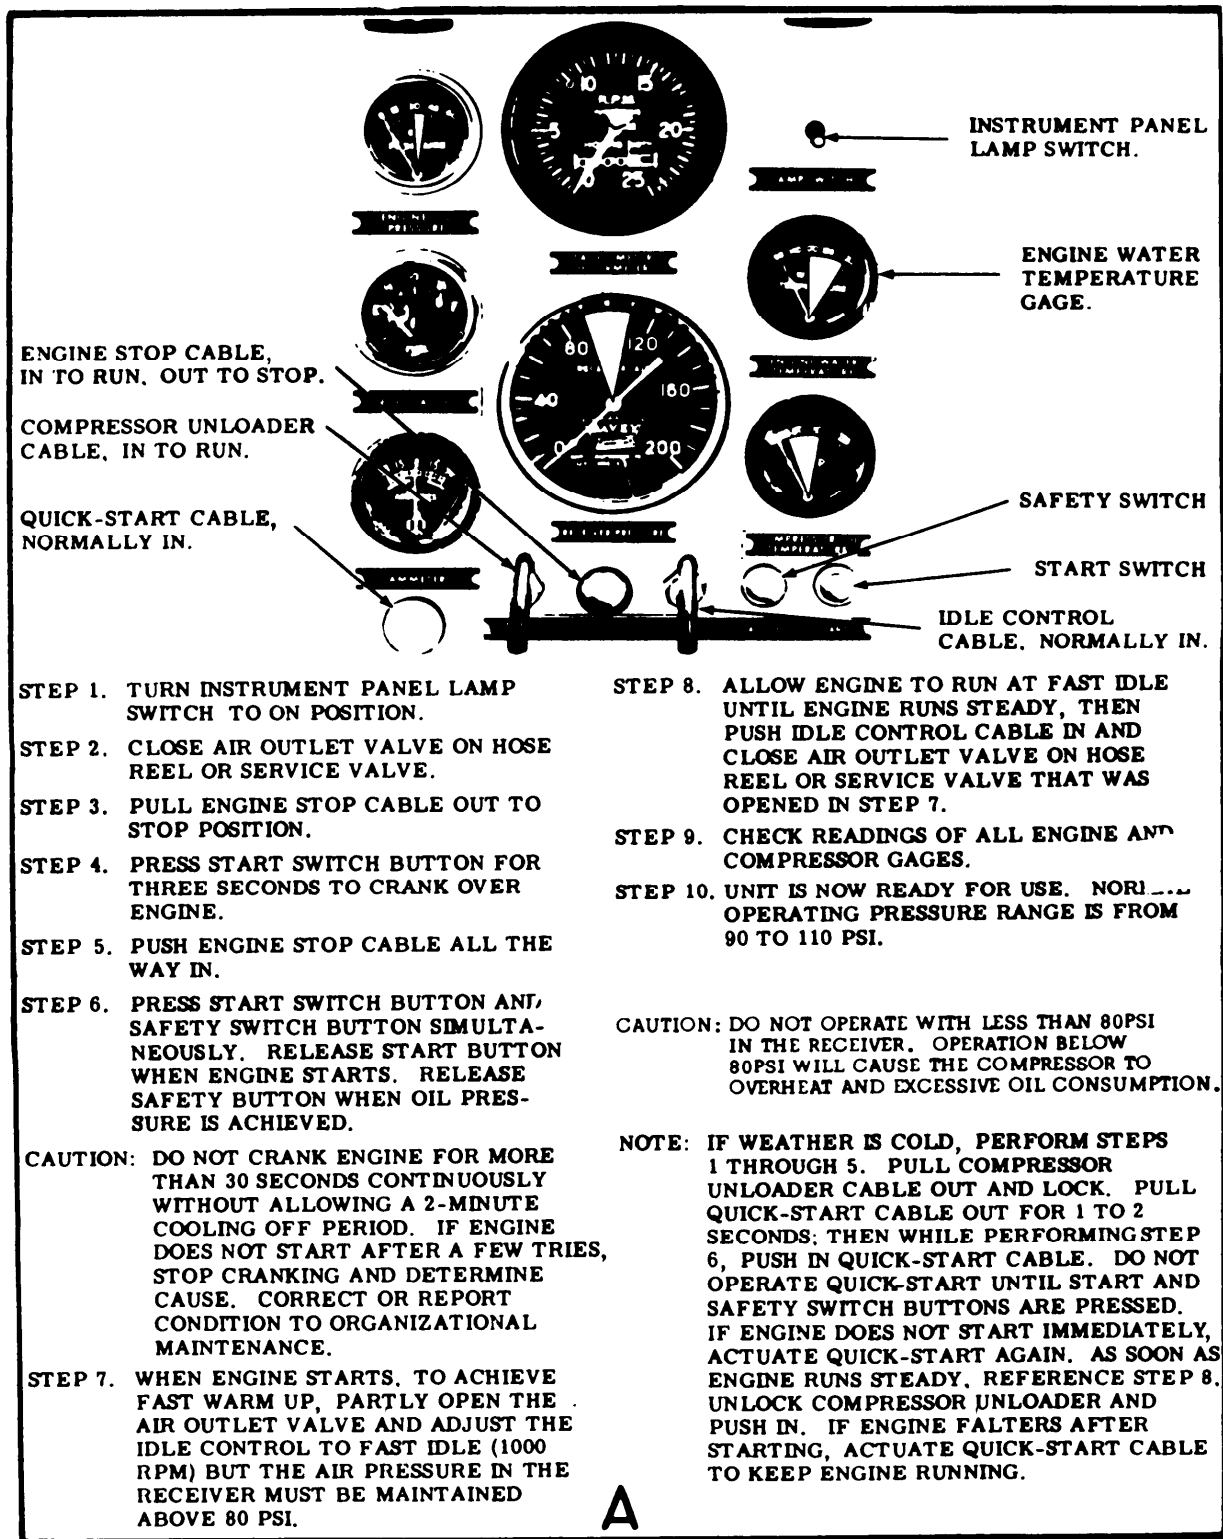 10
15
R.P.M.
5
20
0
25
INSTRUMENT PANEL
LAMP SWITCH.
ENGINE
PRESSURE
ENGINE WATER
TEMPERATURE
GAGE.
80
120
40
160
0
200
ENGINE STOP CABLE,
IN TO RUN. OUT TO STOP.
COMPRESSOR UNLOADER
CABLE, IN TO RUN.
QUICK-START CABLE,
NORMALLY IN.
AMMETER
SAFETY SWITCH
START SWITCH
IDLE CONTROL
CABLE, NORMALLY IN.
STEP 1. TURN INSTRUMENT PANEL LAMP
SWITCH TO ON POSITION.
STEP 2. CLOSE AIR OUTLET VALVE ON HOSE
REEL OR SERVICE VALVE.
STEP 3. PULL ENGINE STOP CABLE OUT TO
STOP POSITION.
STEP 4. PRESS START SWITCH BUTTON FOR
THREE SECONDS TO CRANK OVER
ENGINE.
STEP 5. PUSH ENGINE STOP CABLE ALL THE
WAY IN.
STEP 6. PRESS START SWITCH BUTTON AND
SAFETY SWITCH BUTTON SIMULTA-
NEOUSLY. RELEASE START BUTTON
WHEN ENGINE STARTS. RELEASE
SAFETY BUTTON WHEN OIL PRES-
SURE IS ACHIEVED.
CAUTION: DO NOT CRANK ENGINE FOR MORE
THAN 30 SECONDS CONTINUOUSLY
WITHOUT ALLOWING A 2-MINUTE
COOLING OFF PERIOD. IF ENGINE
DOES NOT START AFTER A FEW TRIES,
STOP CRANKING AND DETERMINE
CAUSE. CORRECT OR REPORT
CONDITION TO ORGANIZATIONAL
MAINTENANCE.
STEP 7. WHEN ENGINE STARTS, TO ACHIEVE
FAST WARM UP, PARTLY OPEN THE
AIR OUTLET VALVE AND ADJUST THE
IDLE CONTROL TO FAST IDLE (1000
RPM) BUT THE AIR PRESSURE IN THE
RECEIVER MUST BE MAINTAINED
ABOVE 80 PSI.
STEP 8. ALLOW ENGINE TO RUN AT FAST IDLE
UNTIL ENGINE RUNS STEADY, THEN
PUSH IDLE CONTROL CABLE IN AND
CLOSE AIR OUTLET VALVE ON HOSE
REEL OR SERVICE VALVE THAT WAS
OPENED IN STEP 7.
STEP 9. CHECK READINGS OF ALL ENGINE AND
COMPRESSOR GAGES.
STEP 10. UNIT IS NOW READY FOR USE.
OPERATING PRESSURE RANGE IS FROM
90 TO 110 PSI.
CAUTION: DO NOT OPERATE WITH LESS THAN 80PSI
IN THE RECEIVER. OPERATION BELOW
80PSI WILL CAUSE THE COMPRESSOR TO
OVERHEAT AND EXCESSIVE OIL CONSUMPTION.
NOTE: IF WEATHER IS COLD, PERFORM STEPS
1 THROUGH 5. PULL COMPRESSOR
UNLOADER CABLE OUT AND LOCK. PULL
QUICK-START CABLE OUT FOR 1 TO 2
SECONDS; THEN WHILE PERFORMING STEP
6, PUSH IN QUICK-START CABLE. DO NOT
OPERATE QUICK-START UNTIL START AND
SAFETY SWITCH BUTTONS ARE PRESSED.
IF ENGINE DOES NOT START IMMEDIATELY,
ACTUATE QUICK-START AGAIN. AS SOON AS
ENGINE RUNS STEADY, REFERENCE STEP 8,
UNLOCK COMPRESSOR UNLOADER AND
PUSH IN. IF ENGINE FALTERS AFTER
STARTING, ACTUATE QUICK-START CABLE
TO KEEP ENGINE RUNNING.
A